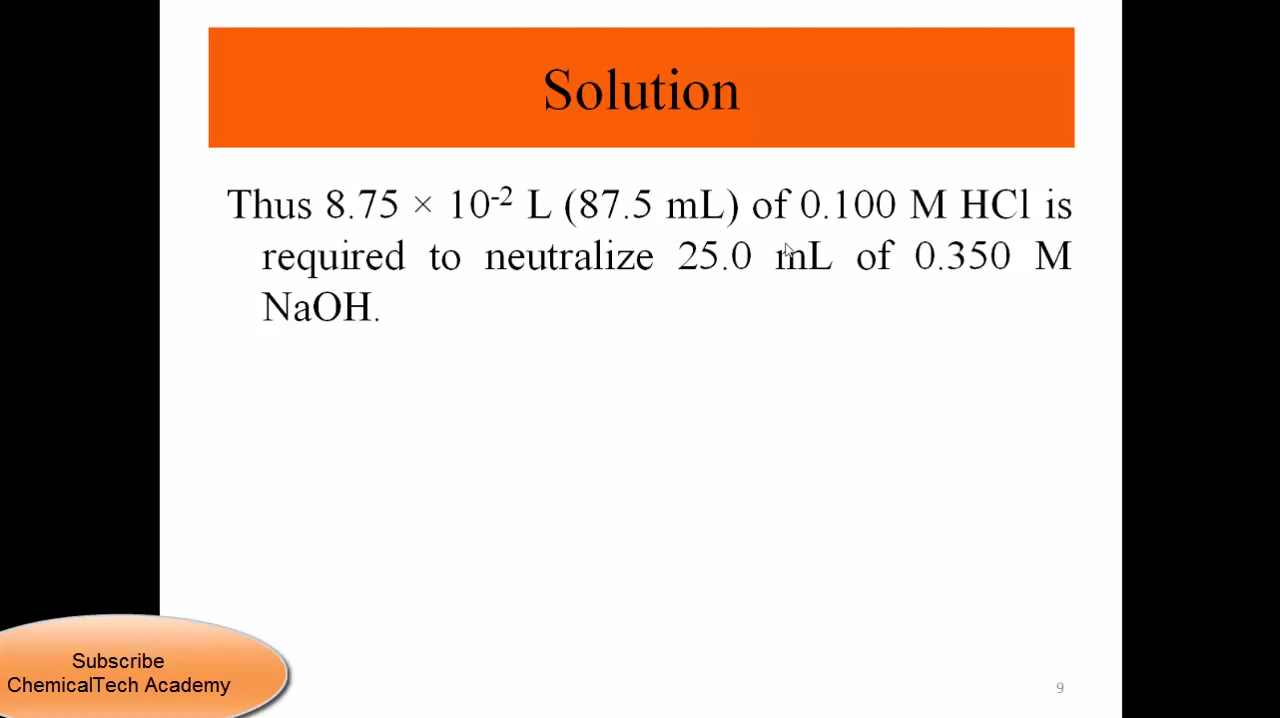 Solution
Thus 8.75 × 10⁻² L (87.5 mL) of 0.100 M HCl is
required to neutralize 25.0 mL of 0.350 M
NaOH.
Subscribe
ChemicalTech Academy
9